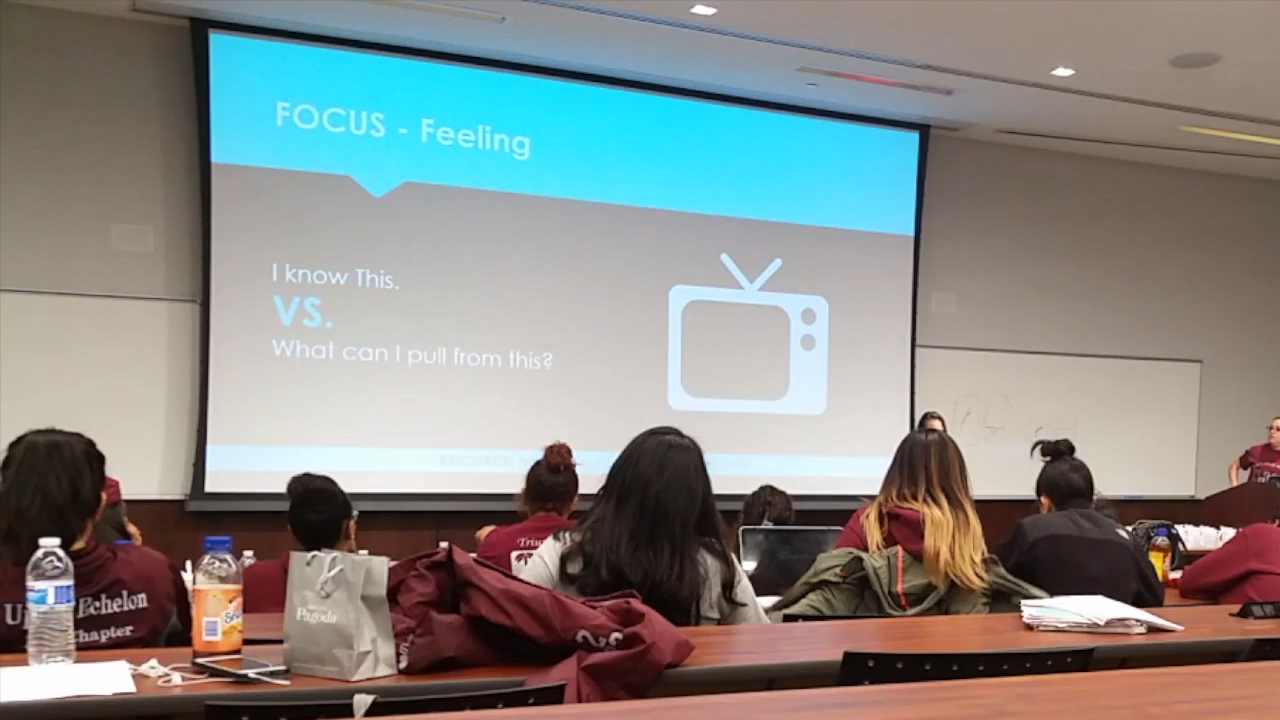 FOCUS - Feeling
I know This.
VS.
What can I pull from this?
Echelon
Chapter
Pagoda